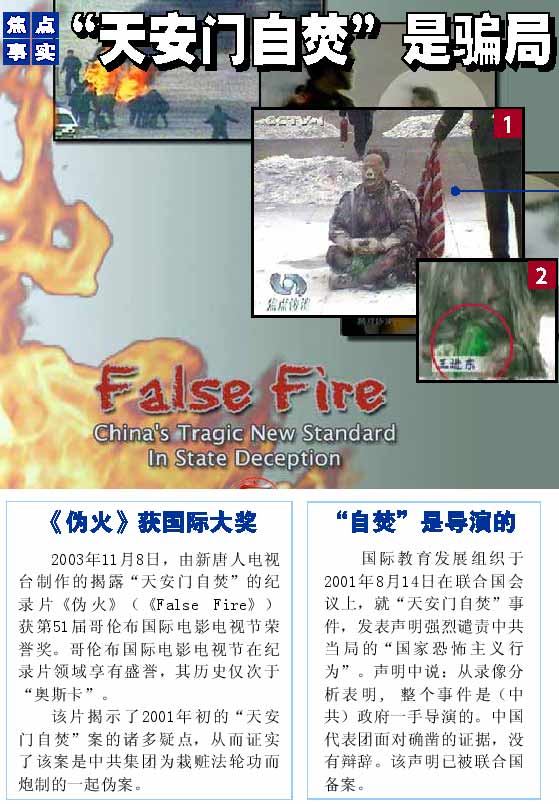 焦点
事实
“天安门自焚”是骗局
CCTV
1
焦点访谈
2
王进东
False Fire
China's Tragic New Standard
In State Deception
《伪火》获国际大奖
2003年11月8日，由新唐人电视
台制作的揭露“天安门自焚”的纪
录片《伪火》（《False Fire》）
获第51届哥伦布国际电影电视节荣
誉奖。哥伦布国际电影电视节在纪
录片领域享有盛誉，其历史仅次于
“奥斯卡”。
该片揭示了2001年初的“天安
门自焚”案的诸多疑点，从而证实
了该案是中共集团为栽赃法轮功而
炮制的一起伪案。
“自焚”是导演的
国际教育发展组织于
2001年8月14日在联合国会
议上，就“天安门自焚”事
件，发表声明强烈谴责中共
当局的“国家恐怖主义行
为”。声明中说：从录像分
析表明，整个事件是（中
共）政府一手导演的。中国
代表团面对确凿的证据，没
有辩辞。该声明已被联合国
备案。